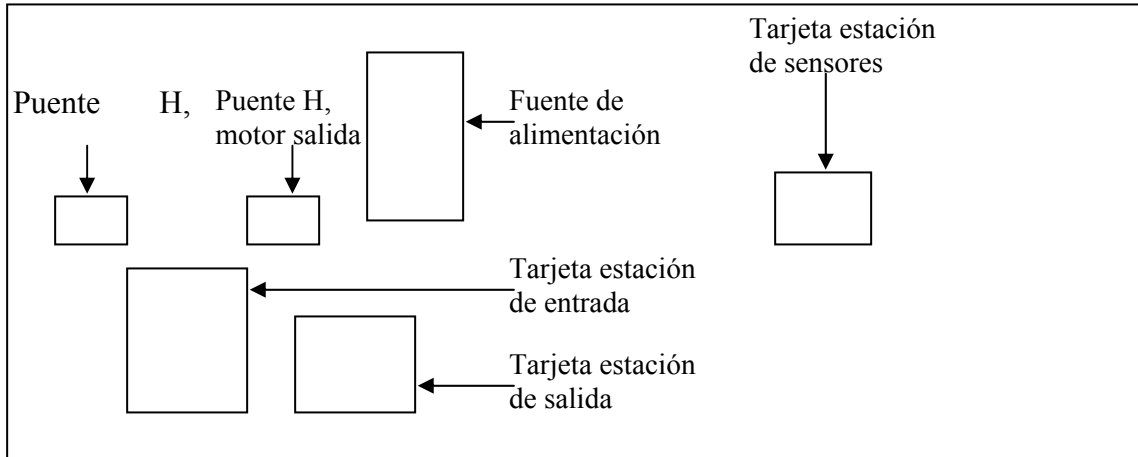 Tarjeta estación
de sensores
Puente H,
Puente H,
motor salida
Fuente de
alimentación
Tarjeta estación
de entrada
Tarjeta estación
de salida